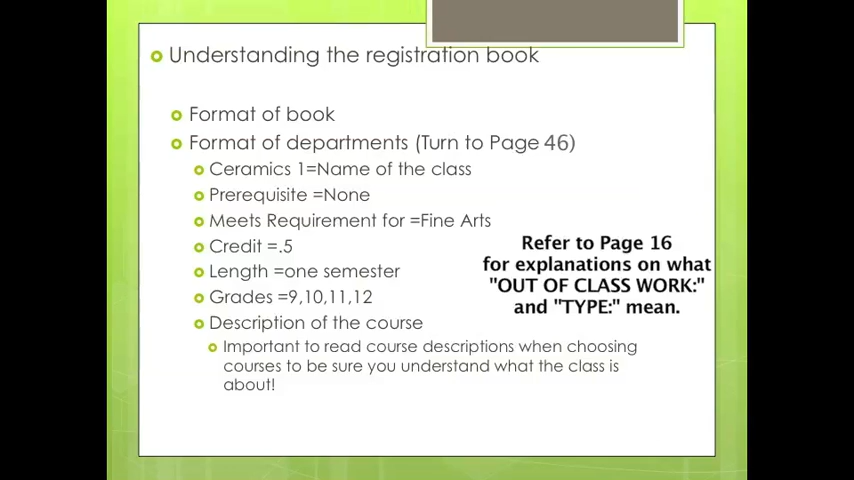 Understanding the registration book
Format of book
Format of departments (Turn to Page 46)
Ceramics 1=Name of the class
Prerequisite =None
Meets Requirement for =Fine Arts
Credit =.5
Length =one semester
Grades =9,10,11,12
Description of the course
Important to read course descriptions when choosing
courses to be sure you understand what the class is
about!
Refer to Page 16
for explanations on what
"OUT OF CLASS WORK:"
and "TYPE:" mean.